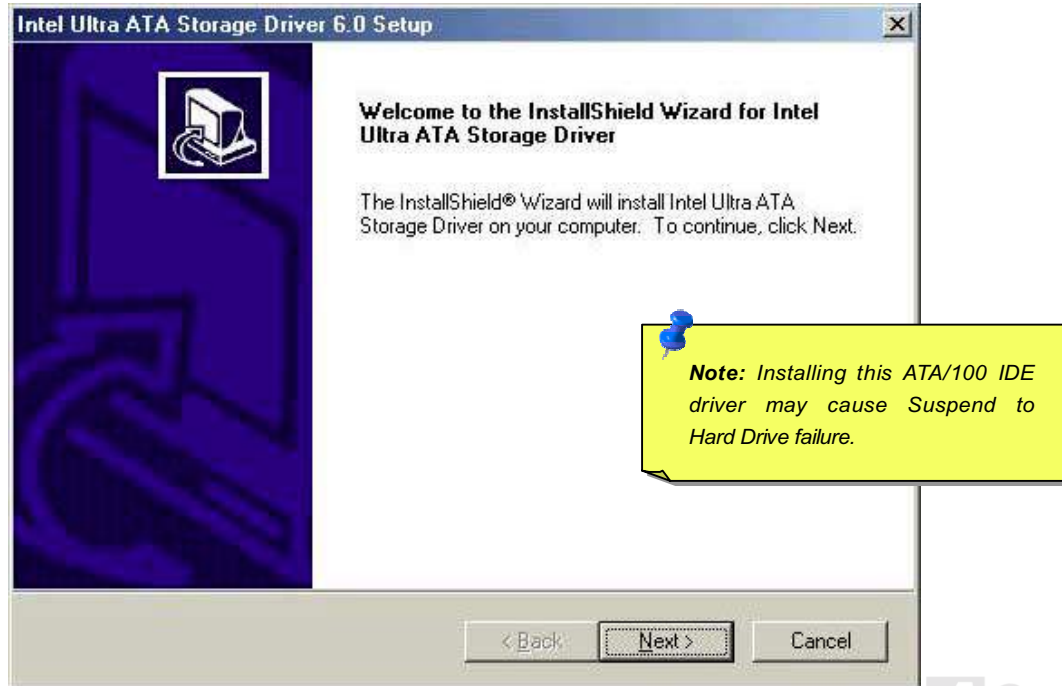 Intel Ultra ATA Storage Driver 6.0 Setup
Welcome to the InstallShield Wizard for Intel
Ultra ATA Storage Driver
The InstallShield® Wizard will install Intel Ultra ATA
Storage Driver on your computer. To continue, click Next.
Note: Installing this ATA/100 IDE
driver may cause Suspend to
Hard Drive failure.
< Back Next > Cancel